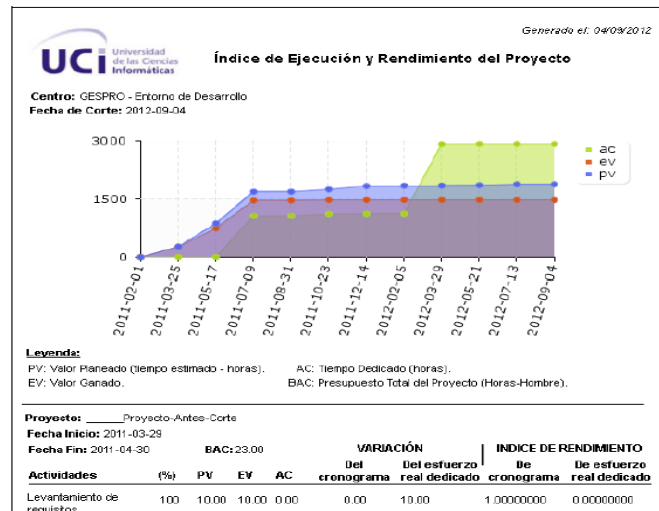 Generado el: 04/09/2012
UCi Universidad de las Ciencias Informáticas
Índice de Ejecución y Rendimiento del Proyecto
Centro: GESPRO - Entorno de Desarrollo
Fecha de Corte: 2012-09-04
3000
1500
0
ac
ev
pv
2011-02-01
2011-03-25
2011-05-17
2011-07-09
2011-08-31
2011-10-23
2011-12-14
2012-02-05
2012-03-29
2012-05-21
2012-07-13
2012-09-04
Leyenda:
PV: Valor Planeado (tiempo estimado - horas). AC: Tiempo Dedicado (horas).
EV: Valor Ganado. BAC: Presupuesto Total del Proyecto (Horas-Hombre).
Proyecto: _____Proyecto-Antes-Corte
Fecha Inicio: 2011-03-29
Fecha Fin: 2011-04-30 BAC: 23.00 VARIACIÓN INDICE DE RENDIMIENTO
Actividades (%) PV EV AC Del cronograma Del esfuerzo real dedicado De cronograma De esfuerzo real dedicado
Levantamiento de requisitos 100 10.00 10.00 0.00 0.00 10.00 1.00000000 0.00000000